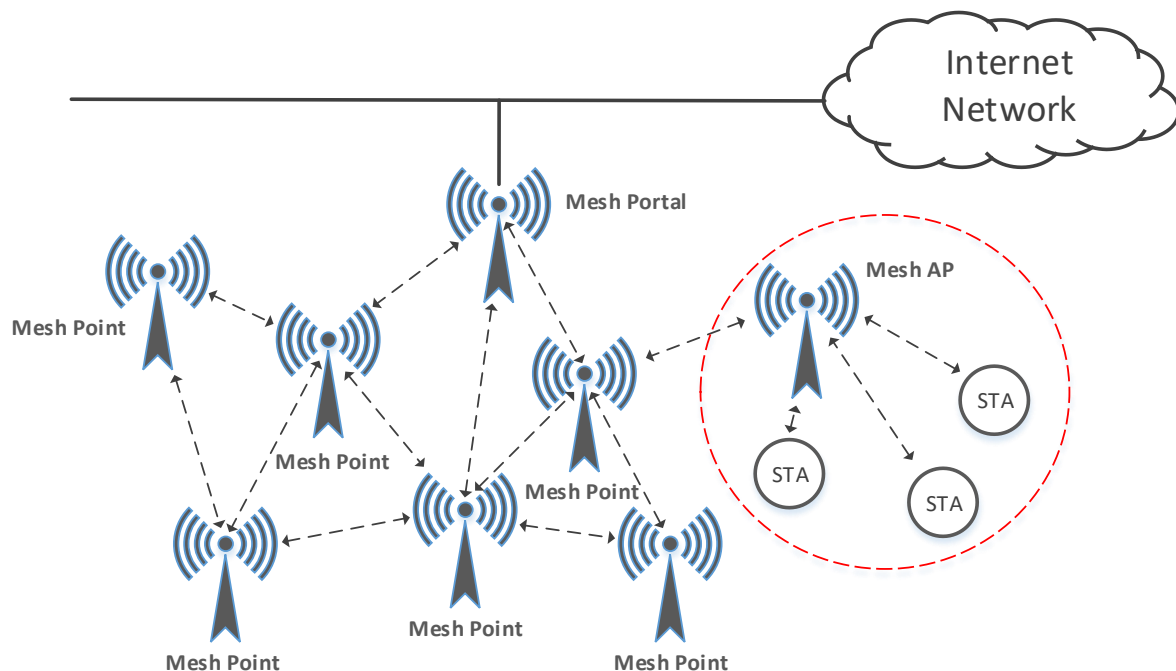 Internet
Network
Mesh Portal
Mesh AP
Mesh Point
STA
Mesh Point
STA
Mesh Point
STA
Mesh Point
Mesh Point
Mesh Point